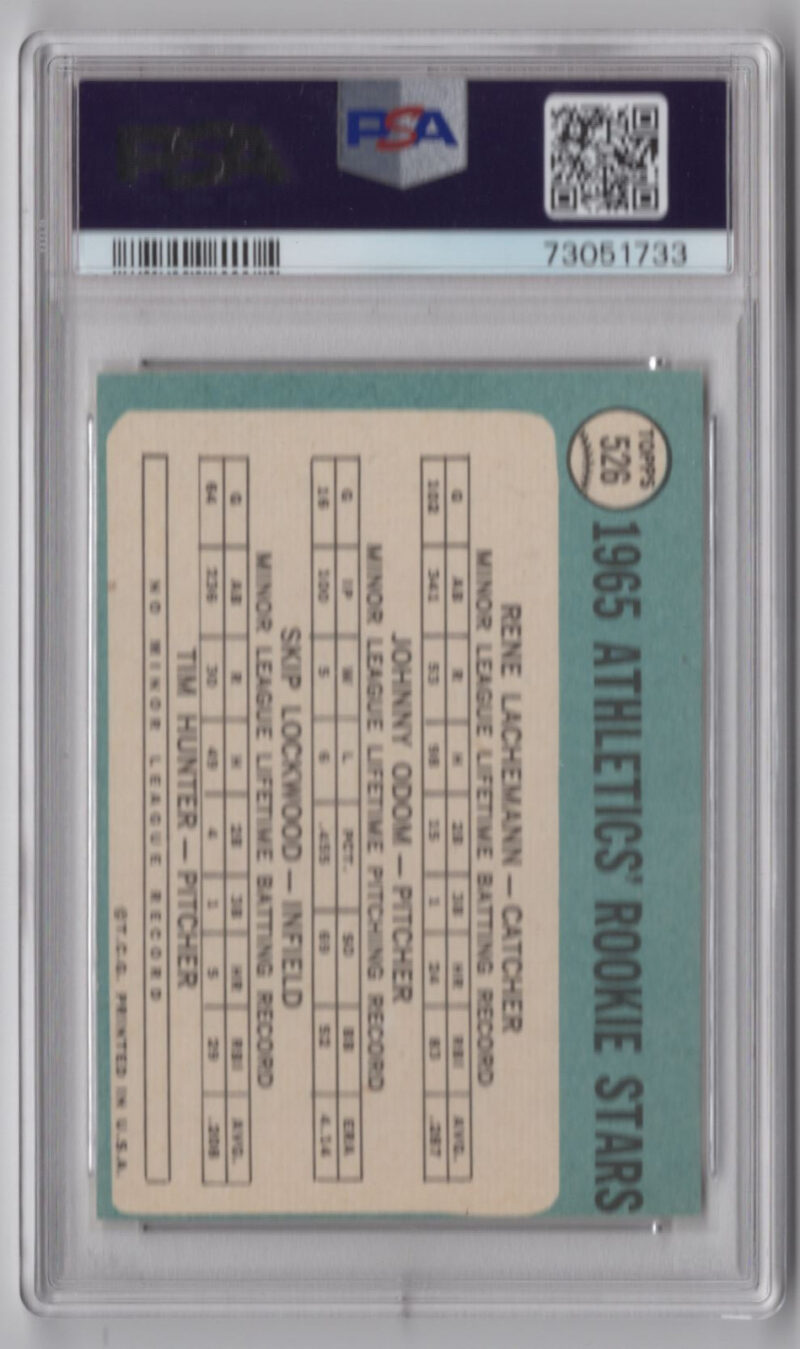 PSA
PSA
73051733
TOPPS
526
1965 ATHLETICS' ROOKIE STARS
RENE LACHEMANN — CATCHER
MINOR LEAGUE LIFETIME BATTING RECORD
G AB R H 2B 3B HR RBI AVG.
102 341 53 98 15 1 24 83 .287
JOHNNY ODOM — PITCHER
MINOR LEAGUE LIFETIME PITCHING RECORD
G IP W L PCT. SO BB ERA
16 100 5 6 .455 69 52 4.14
SKIP LOCKWOOD — INFIELD
MINOR LEAGUE LIFETIME BATTING RECORD
G AB R H 2B 3B HR RBI AVG.
64 236 30 49 4 1 5 29 .208
TIM HUNTER — PITCHER
NO MINOR LEAGUE RECORD
©T.C.G. PRINTED IN U.S.A.